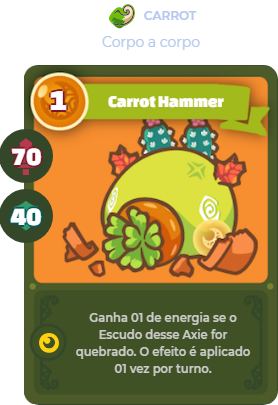 CARROT
Corpo a corpo
1
Carrot Hammer
70
40
Ganha 01 de energia se o
Escudo desse Axie for
quebrado. O efeito é aplicado
01 vez por turno.